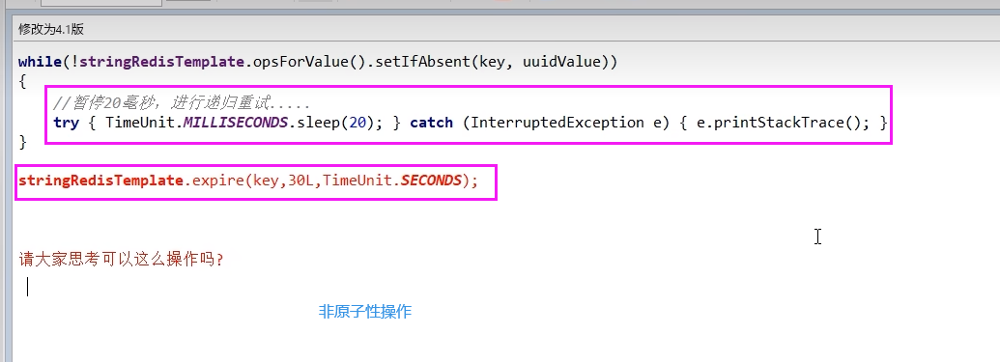 修改为4.1版
while(!stringRedisTemplate.opsForValue().setIfAbsent(key, uuidValue))
{
//暂停20毫秒，进行递归重试.....
try { TimeUnit.MILLISECONDS.sleep(20); } catch (InterruptedException e) { e.printStackTrace(); }
}
stringRedisTemplate.expire(key,30L,TimeUnit.SECONDS);
请大家思考可以这么操作吗?
非原子性操作